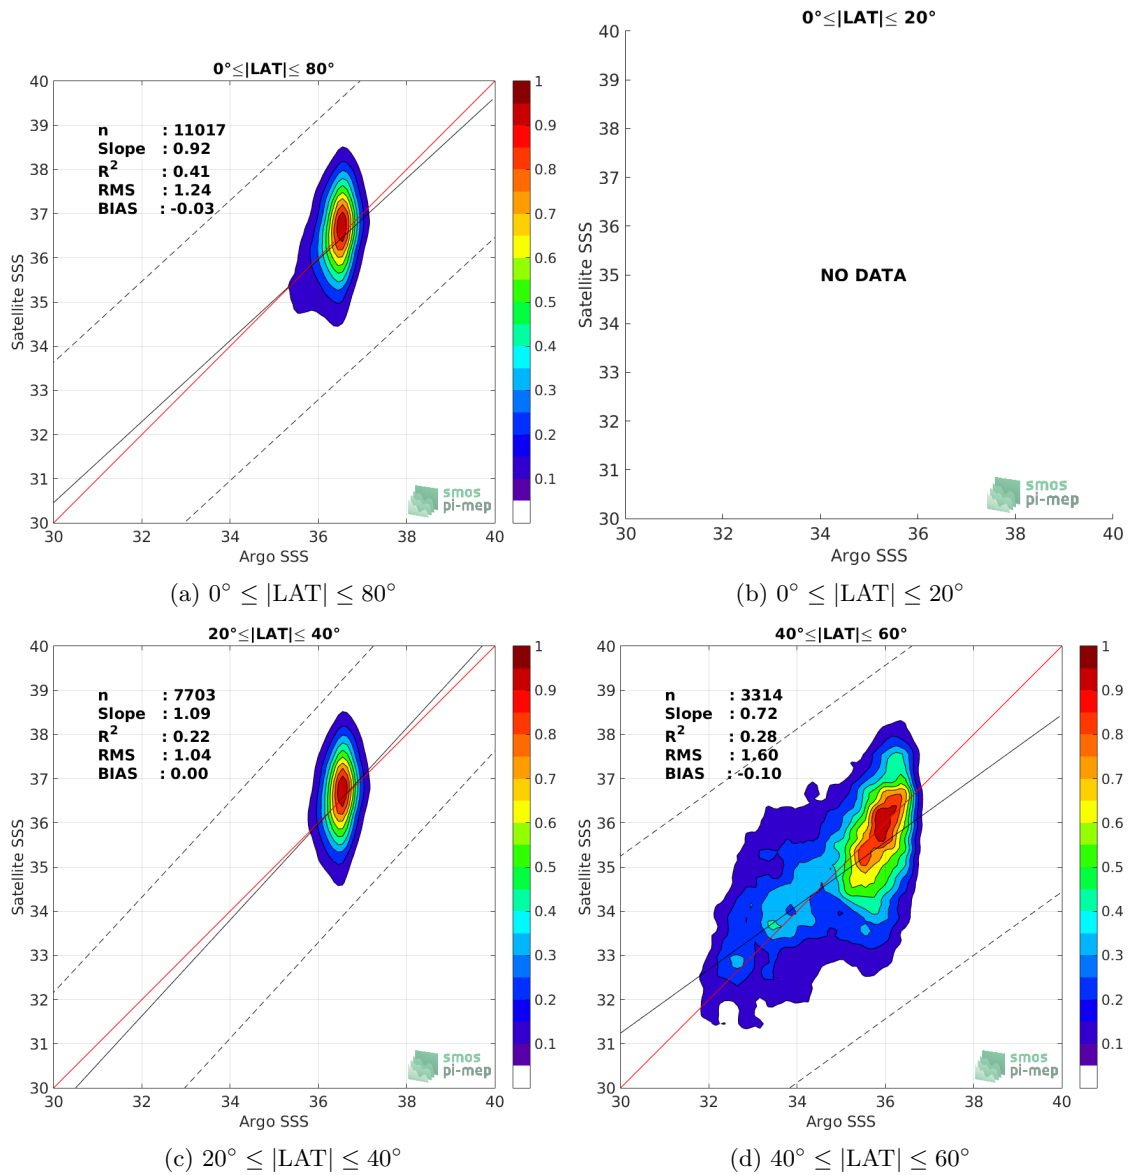 0°≤|LAT|≤ 80°
40
39
38
37
36
35
34
33
32
31
30
Satellite SSS
n : 11017
Slope : 0.92
R2 : 0.41
RMS : 1.24
BIAS : -0.03
1
0.9
0.8
0.7
0.6
0.5
0.4
0.3
0.2
0.1
smos
pi-mep
30 32 34 36 38 40
Argo SSS
(a) 0° ≤ |LAT| ≤ 80°
0°≤|LAT|≤ 20°
40
39
38
37
36
35
34
33
32
31
30
Satellite SSS
NO DATA
smos
pi-mep
30 32 34 36 38 40
Argo SSS
(b) 0° ≤ |LAT| ≤ 20°
20°≤|LAT|≤ 40°
40
39
38
37
36
35
34
33
32
31
30
Satellite SSS
n : 7703
Slope : 1.09
R2 : 0.22
RMS : 1.04
BIAS : 0.00
1
0.9
0.8
0.7
0.6
0.5
0.4
0.3
0.2
0.1
smos
pi-mep
30 32 34 36 38 40
Argo SSS
(c) 20° ≤ |LAT| ≤ 40°
40°≤|LAT|≤ 60°
40
39
38
37
36
35
34
33
32
31
30
Satellite SSS
n : 3314
Slope : 0.72
R2 : 0.28
RMS : 1.60
BIAS : -0.10
1
0.9
0.8
0.7
0.6
0.5
0.4
0.3
0.2
0.1
smos
pi-mep
30 32 34 36 38 40
Argo SSS
(d) 40° ≤ |LAT| ≤ 60°